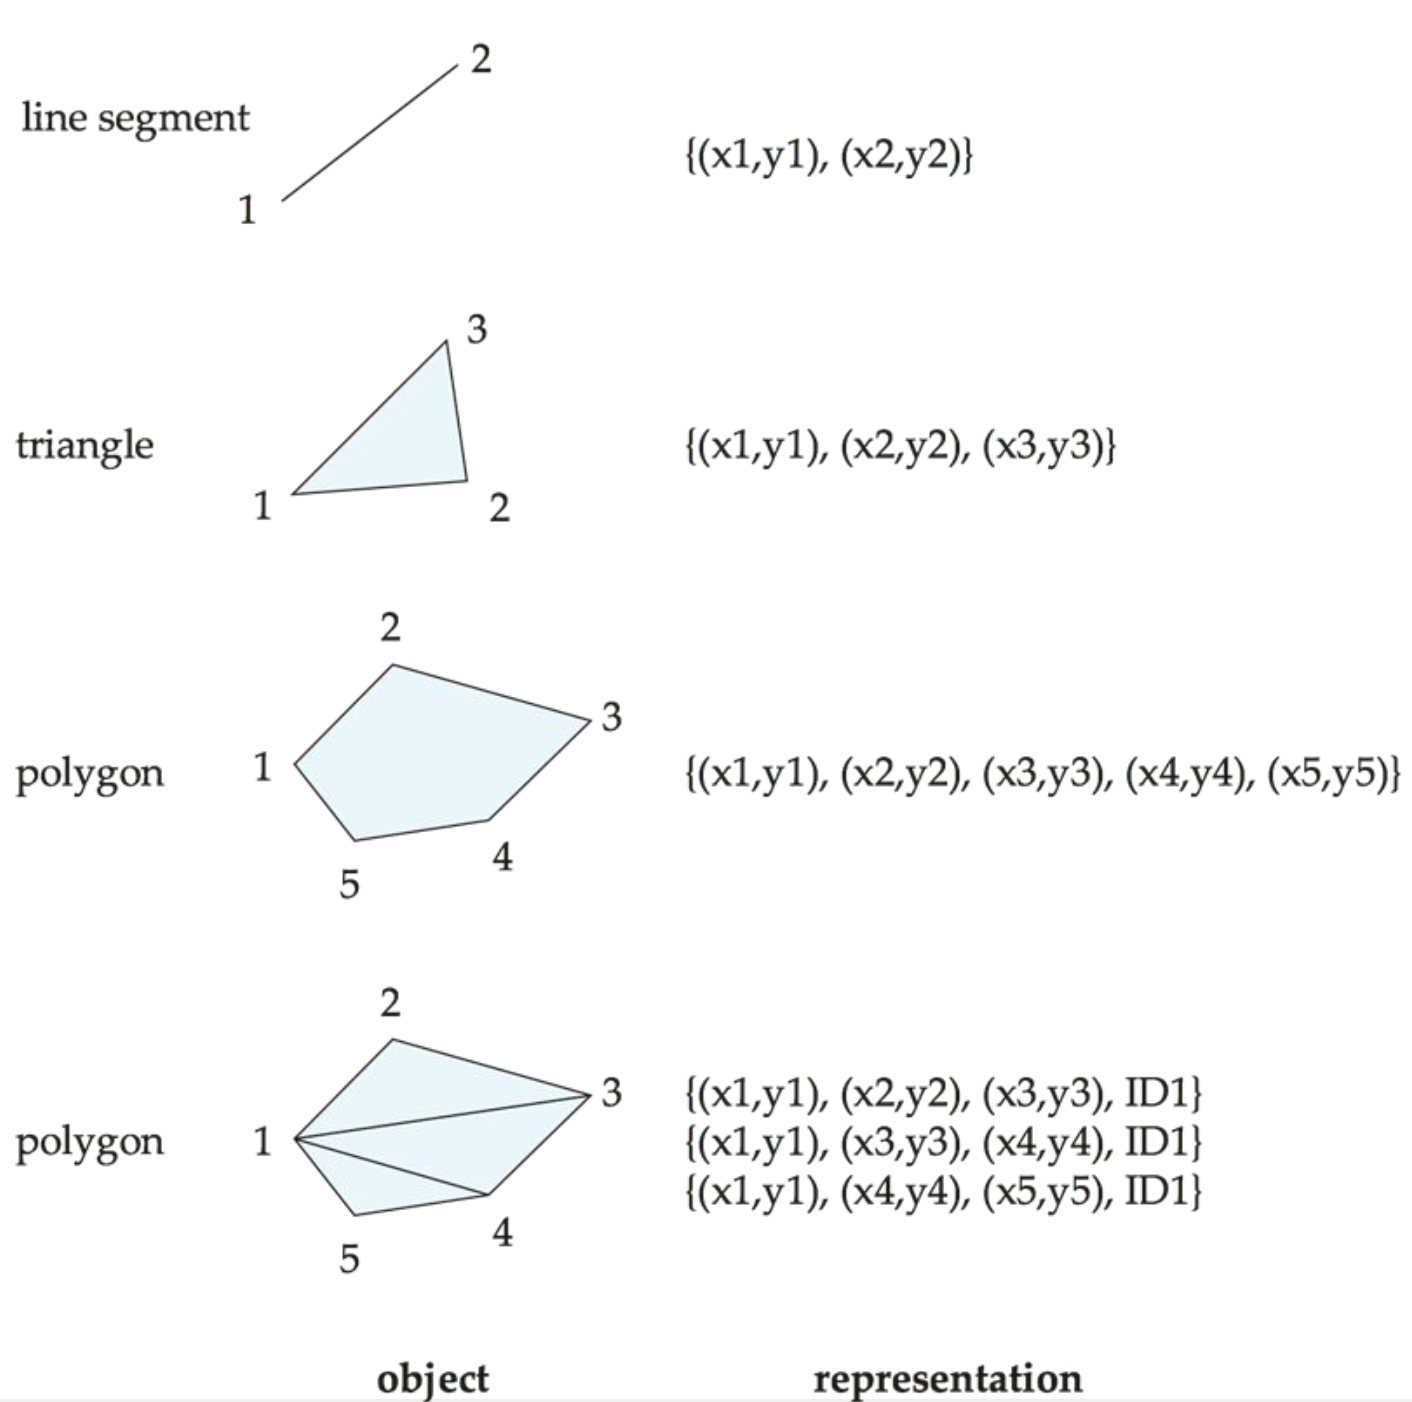 2
line segment
{(x1,y1), (x2,y2)}
1
3
triangle
{(x1,y1), (x2,y2), (x3,y3)}
1
2
2
3
polygon
1
{(x1,y1), (x2,y2), (x3,y3), (x4,y4), (x5,y5)}
4
5
2
3
{(x1,y1), (x2,y2), (x3,y3), ID1}
polygon
1
{(x1,y1), (x3,y3), (x4,y4), ID1}
{(x1,y1), (x4,y4), (x5,y5), ID1}
4
5
object
representation